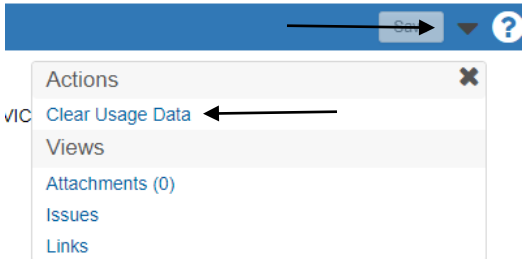 ?
Actions
Clear Usage Data
Views
Attachments (0)
Issues
Links